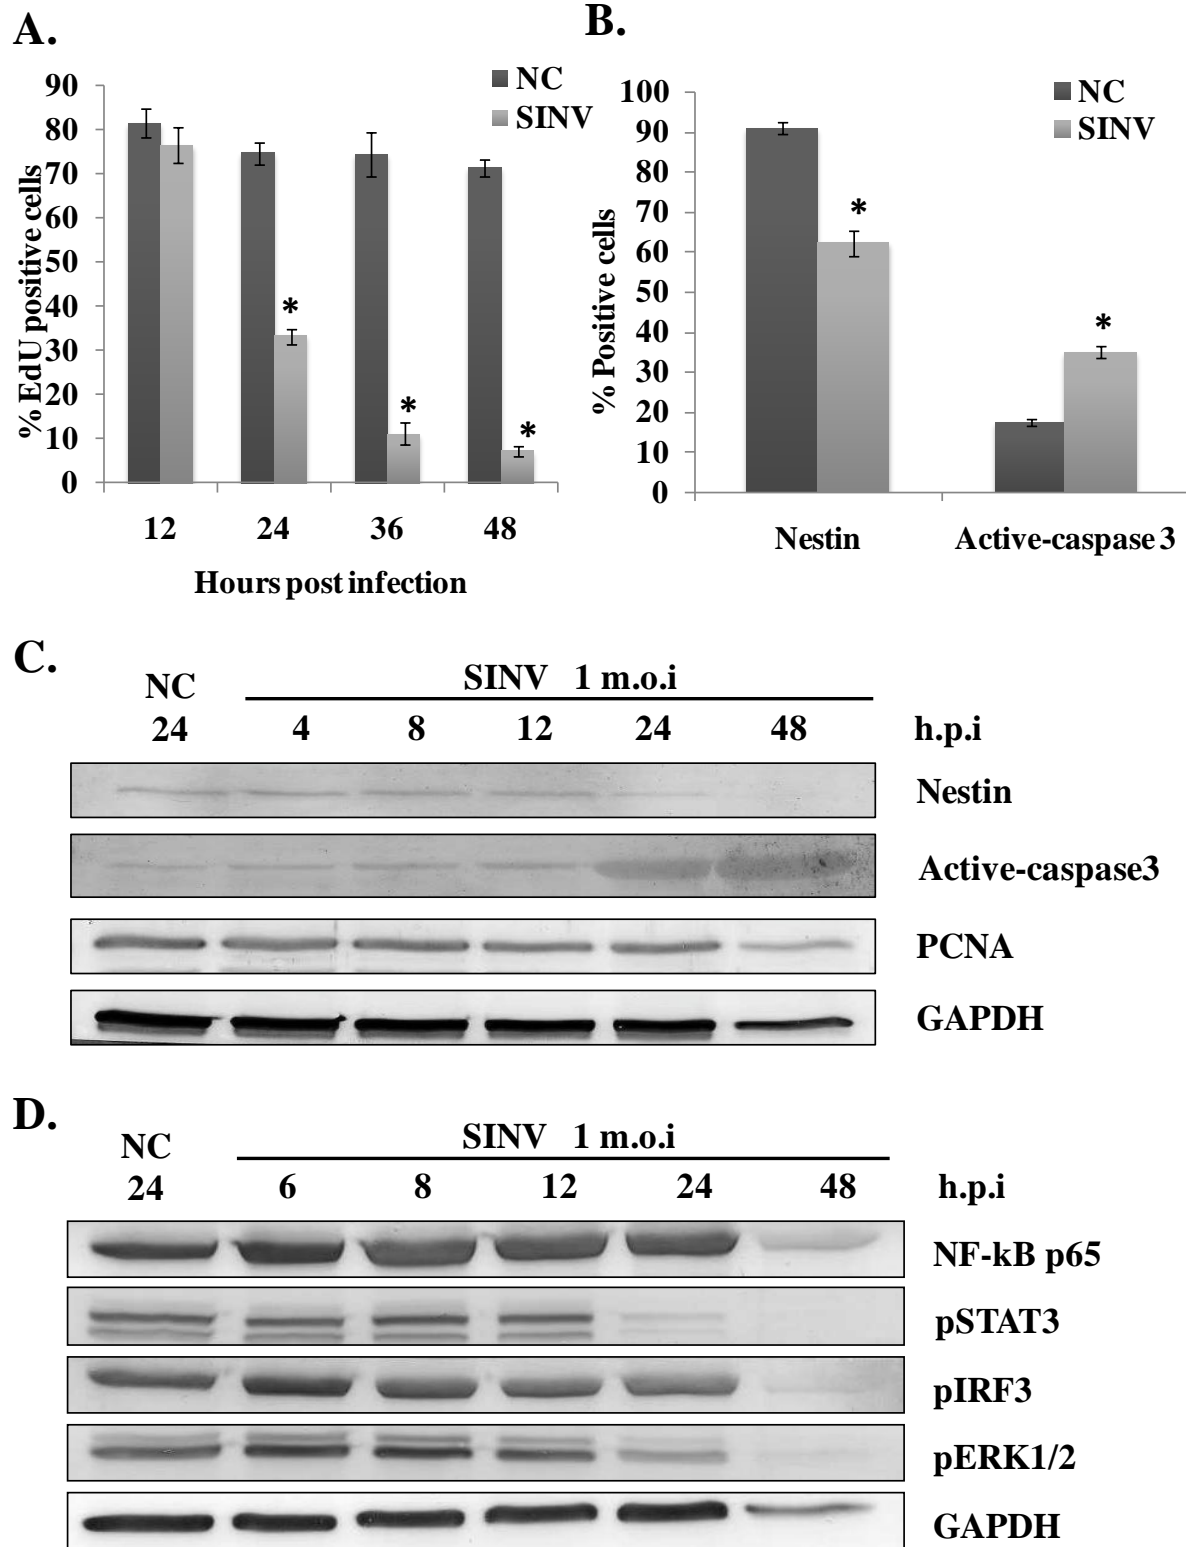 A.
% EdU positive cells
90
80
70
60
50
40
30
20
10
0
NC
SINV
*
*
*
12 24 36 48
Hours post infection
B.
% Positive cells
100
90
80
70
60
50
40
30
20
10
0
NC
SINV
*
*
Nestin Active-caspase 3
C.
NC SINV 1 m.o.i
24 4 8 12 24 48 h.p.i
Nestin
Active-caspase3
PCNA
GAPDH
D.
NC SINV 1 m.o.i
24 6 8 12 24 48 h.p.i
NF-kB p65
pSTAT3
pIRF3
pERK1/2
GAPDH